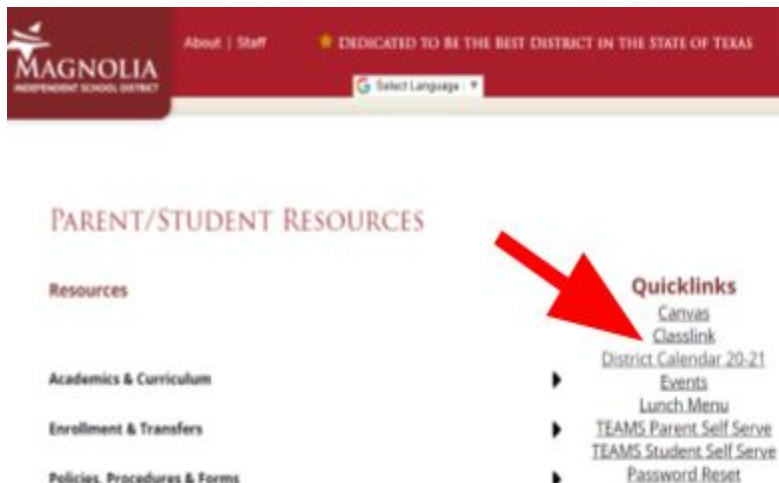 About | Staff
DEDICATED TO BE THE BEST DISTRICT IN THE STATE OF TEXAS
MAGNOLIA
INDEPENDENT SCHOOL DISTRICT
G Select Language ▼
PARENT/STUDENT RESOURCES
Resources
Academics & Curriculum
Enrollment & Transfers
Policies, Procedures & Forms
Quicklinks
Canvas
Classlink
District Calendar 20-21
Events
Lunch Menu
TEAMS Parent Self Serve
TEAMS Student Self Serve
Password Reset